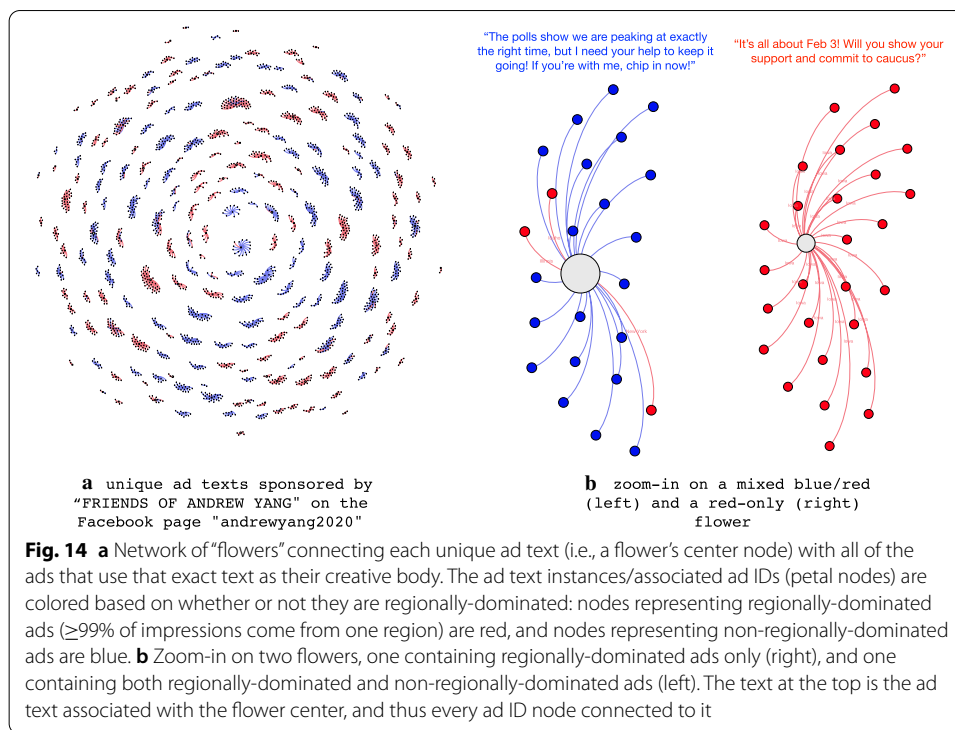 “The polls show we are peaking at exactly
the right time, but I need your help to keep it
going! If you’re with me, chip in now!”
“It’s all about Feb 3! Will you show your
support and commit to caucus?”
a unique ad texts sponsored by
“FRIENDS OF ANDREW YANG" on the
Facebook page "andrewyang2020"
b zoom-in on a mixed blue/red
(left) and a red-only (right)
flower
Fig. 14 a Network of “flowers” connecting each unique ad text (i.e., a flower’s center node) with all of the
ads that use that exact text as their creative body. The ad text instances/associated ad IDs (petal nodes) are
colored based on whether or not they are regionally-dominated: nodes representing regionally-dominated
ads (≥99% of impressions come from one region) are red, and nodes representing non-regionally-dominated
ads are blue. b Zoom-in on two flowers, one containing regionally-dominated ads only (right), and one
containing both regionally-dominated and non-regionally-dominated ads (left). The text at the top is the ad
text associated with the flower center, and thus every ad ID node connected to it